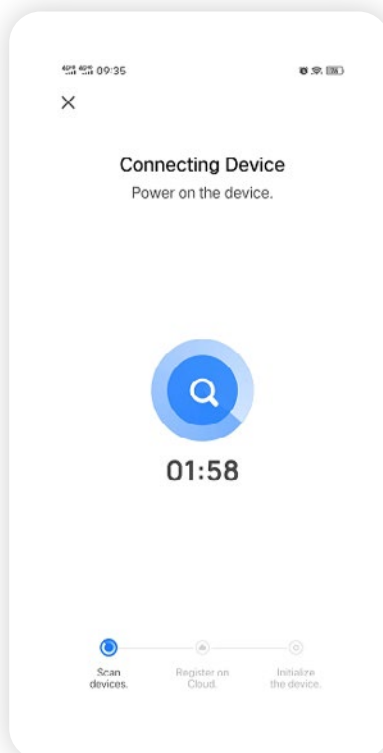 09:35
Connecting Device
Power on the device.
01:58
Scan devices.
Register on Cloud.
Initialize the device.